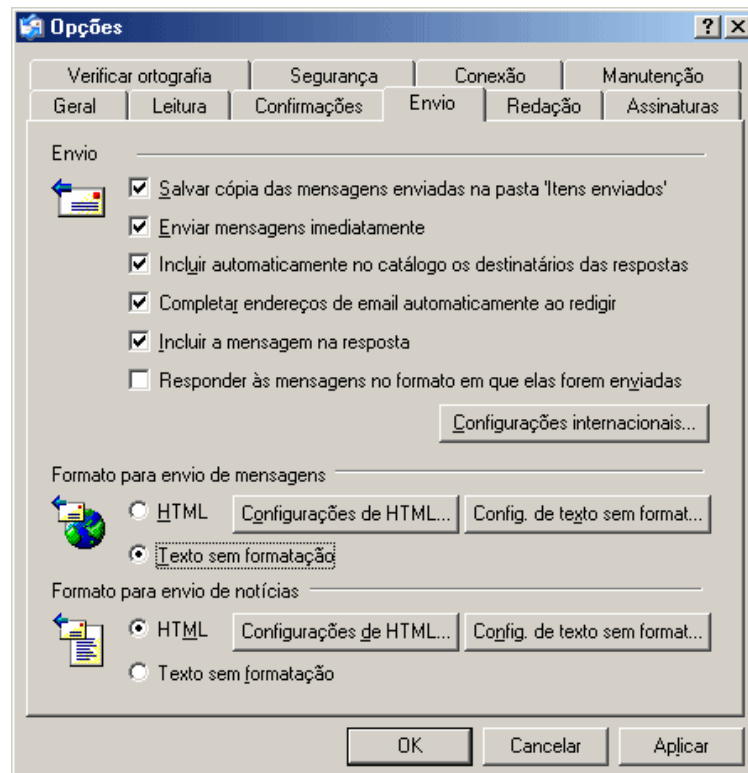 Opções
Verificar ortografia Segurança Conexão Manutenção
Geral Leitura Confirmações Envio Redação Assinaturas
Envio
Salvar cópia das mensagens enviadas na pasta 'Itens enviados'
Enviar mensagens imediatamente
Incluir automaticamente no catálogo os destinatários das respostas
Completar endereços de email automaticamente ao redigir
Incluir a mensagem na resposta
Responder às mensagens no formato em que elas forem enviadas
Configurações internacionais...
Formato para envio de mensagens
HTML Configurações de HTML... Config. de texto sem format...
Texto sem formatação
Formato para envio de notícias
HTML Configurações de HTML... Config. de texto sem format...
Texto sem formatação
OK Cancelar Aplicar